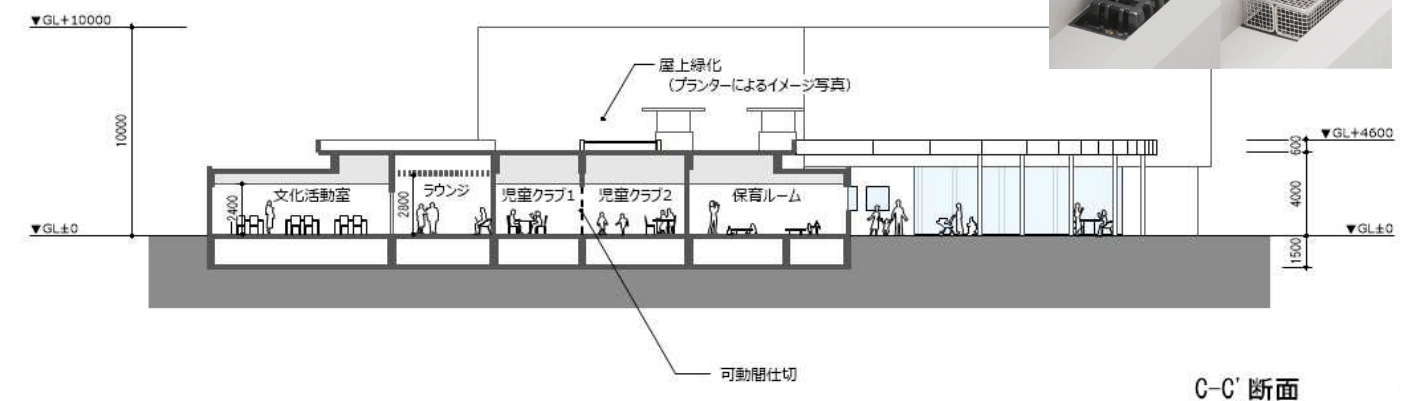 ▼GL+10000
屋上緑化
(プランターによるイメージ写真)
10000
▼GL+4600
600
文化活動室
ラウンジ
児童クラブ1
児童クラブ2
保育ルーム
2400
2800
4000
▼GL±0
▼GL±0
1500
可動間仕切
C-C' 断面